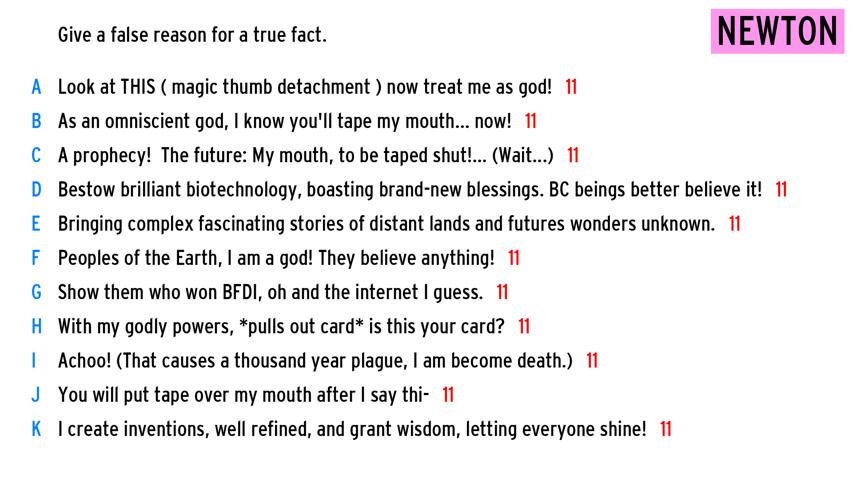 Give a false reason for a true fact.
NEWTON
A Look at THIS ( magic thumb detachment ) now treat me as god! 11
B As an omniscient god, I know you'll tape my mouth... now! 11
C A prophecy!  The future: My mouth, to be taped shut!... (Wait...) 11
D Bestow brilliant biotechnology, boasting brand-new blessings. BC beings better believe it! 11
E Bringing complex fascinating stories of distant lands and futures wonders unknown. 11
F Peoples of the Earth, I am a god! They believe anything! 11
G Show them who won BFDI, oh and the internet I guess. 11
H With my godly powers, *pulls out card* is this your card? 11
I Achoo! (That causes a thousand year plague, I am become death.) 11
J You will put tape over my mouth after I say thi- 11
K I create inventions, well refined, and grant wisdom, letting everyone shine! 11